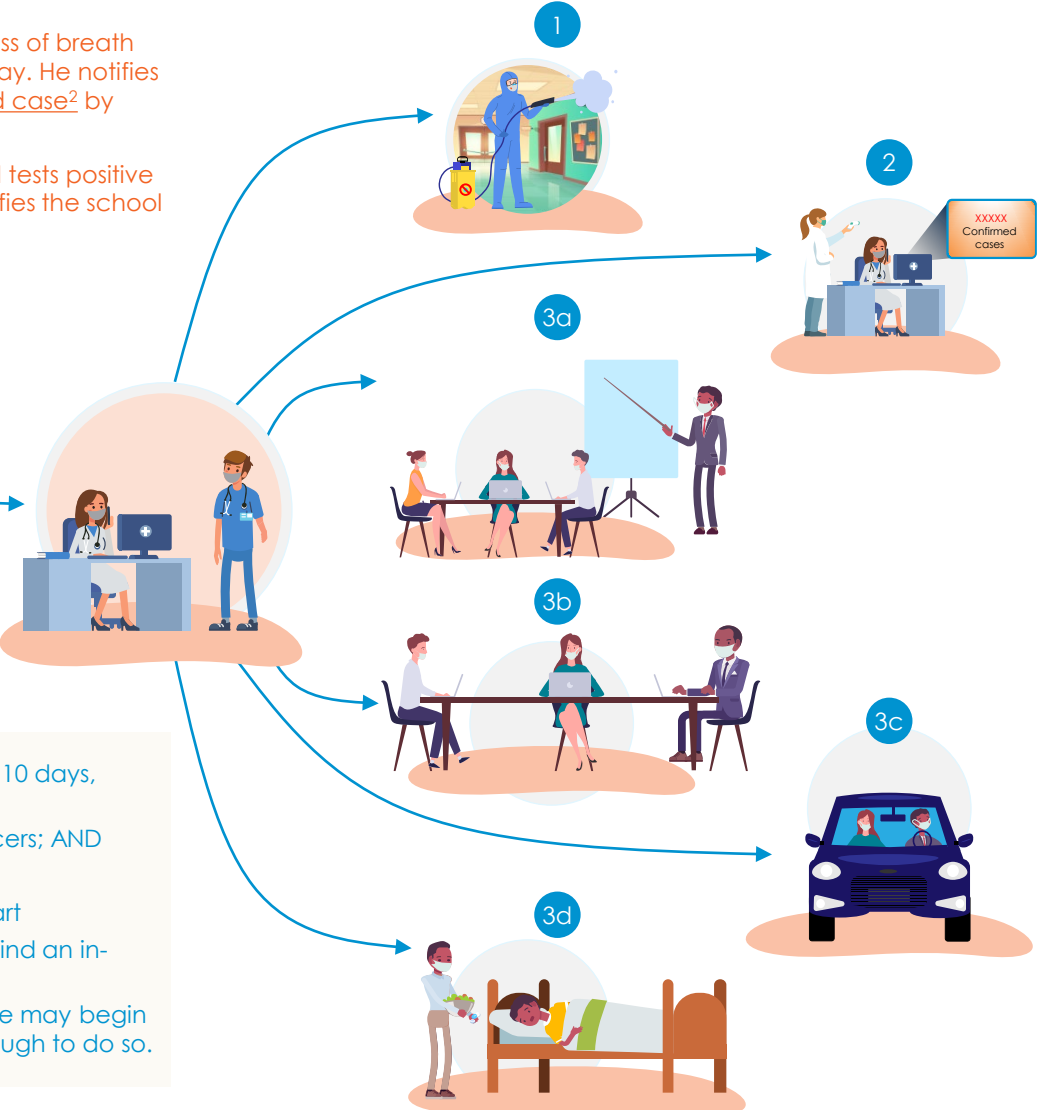 ss of breath
ay. He notifies
d case² by
l tests positive
fies the school
1
2
XXXXX
Confirmed
cases
3a
3b
3c
3d
10 days,
cers; AND
art
ind an in-
e may begin
ugh to do so.